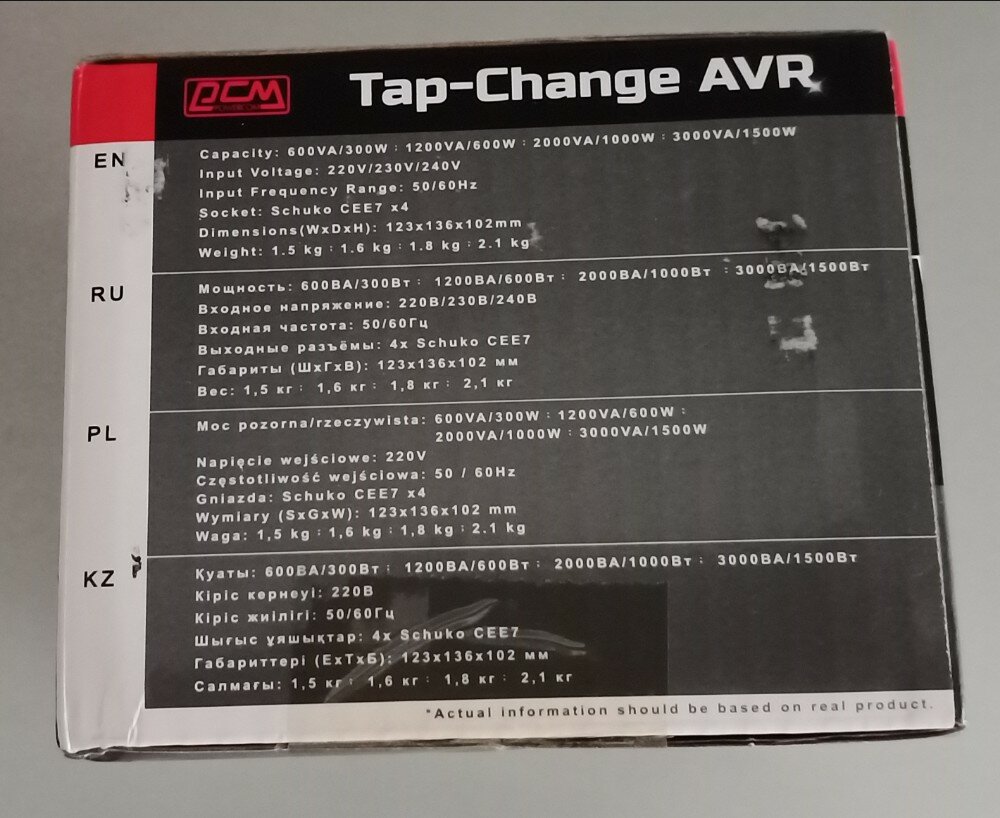 PCM
POWERCOM
Tap-Change AVR
EN
Capacity: 600VA/300W : 1200VA/600W : 2000VA/1000W : 3000VA/1500W
Input Voltage: 220V/230V/240V
Input Frequency Range: 50/60Hz
Socket: Schuko CEE7 x4
Dimensions(WxDxH): 123x136x102mm
Weight: 1.5 kg : 1.6 kg : 1.8 kg : 2.1 kg
RU
Мощность: 600ВА/300Вт : 1200ВА/600Вт : 2000ВА/1000Вт : 3000ВА/1500Вт
Входное напряжение: 220В/230В/240В
Входная частота: 50/60Гц
Выходные разъёмы: 4x Schuko CEE7
Габариты (ШxГxВ): 123x136x102 мм
Вес: 1,5 кг : 1,6 кг : 1,8 кг : 2,1 кг
PL
Moc pozorna/rzeczywista: 600VA/300W : 1200VA/600W :
2000VA/1000W : 3000VA/1500W
Napięcie wejściowe: 220V
Częstotliwość wejściowa: 50 / 60Hz
Gniazda: Schuko CEE7 x4
Wymiary (SxGxW): 123x136x102 mm
Waga: 1,5 kg : 1,6 kg : 1,8 kg : 2.1 kg
KZ
Қуаты: 600ВА/300Вт : 1200ВА/600Вт : 2000ВА/1000Вт : 3000ВА/1500Вт
Кіріс кернеуі: 220В
Кіріс жиілігі: 50/60Гц
Шығыс ұяшықтар: 4x Schuko CEE7
Габариттері (ЕxТxБ): 123x136x102 мм
Салмағы: 1,5 кг : 1,6 кг : 1,8 кг : 2,1 кг
*Actual information should be based on real product.